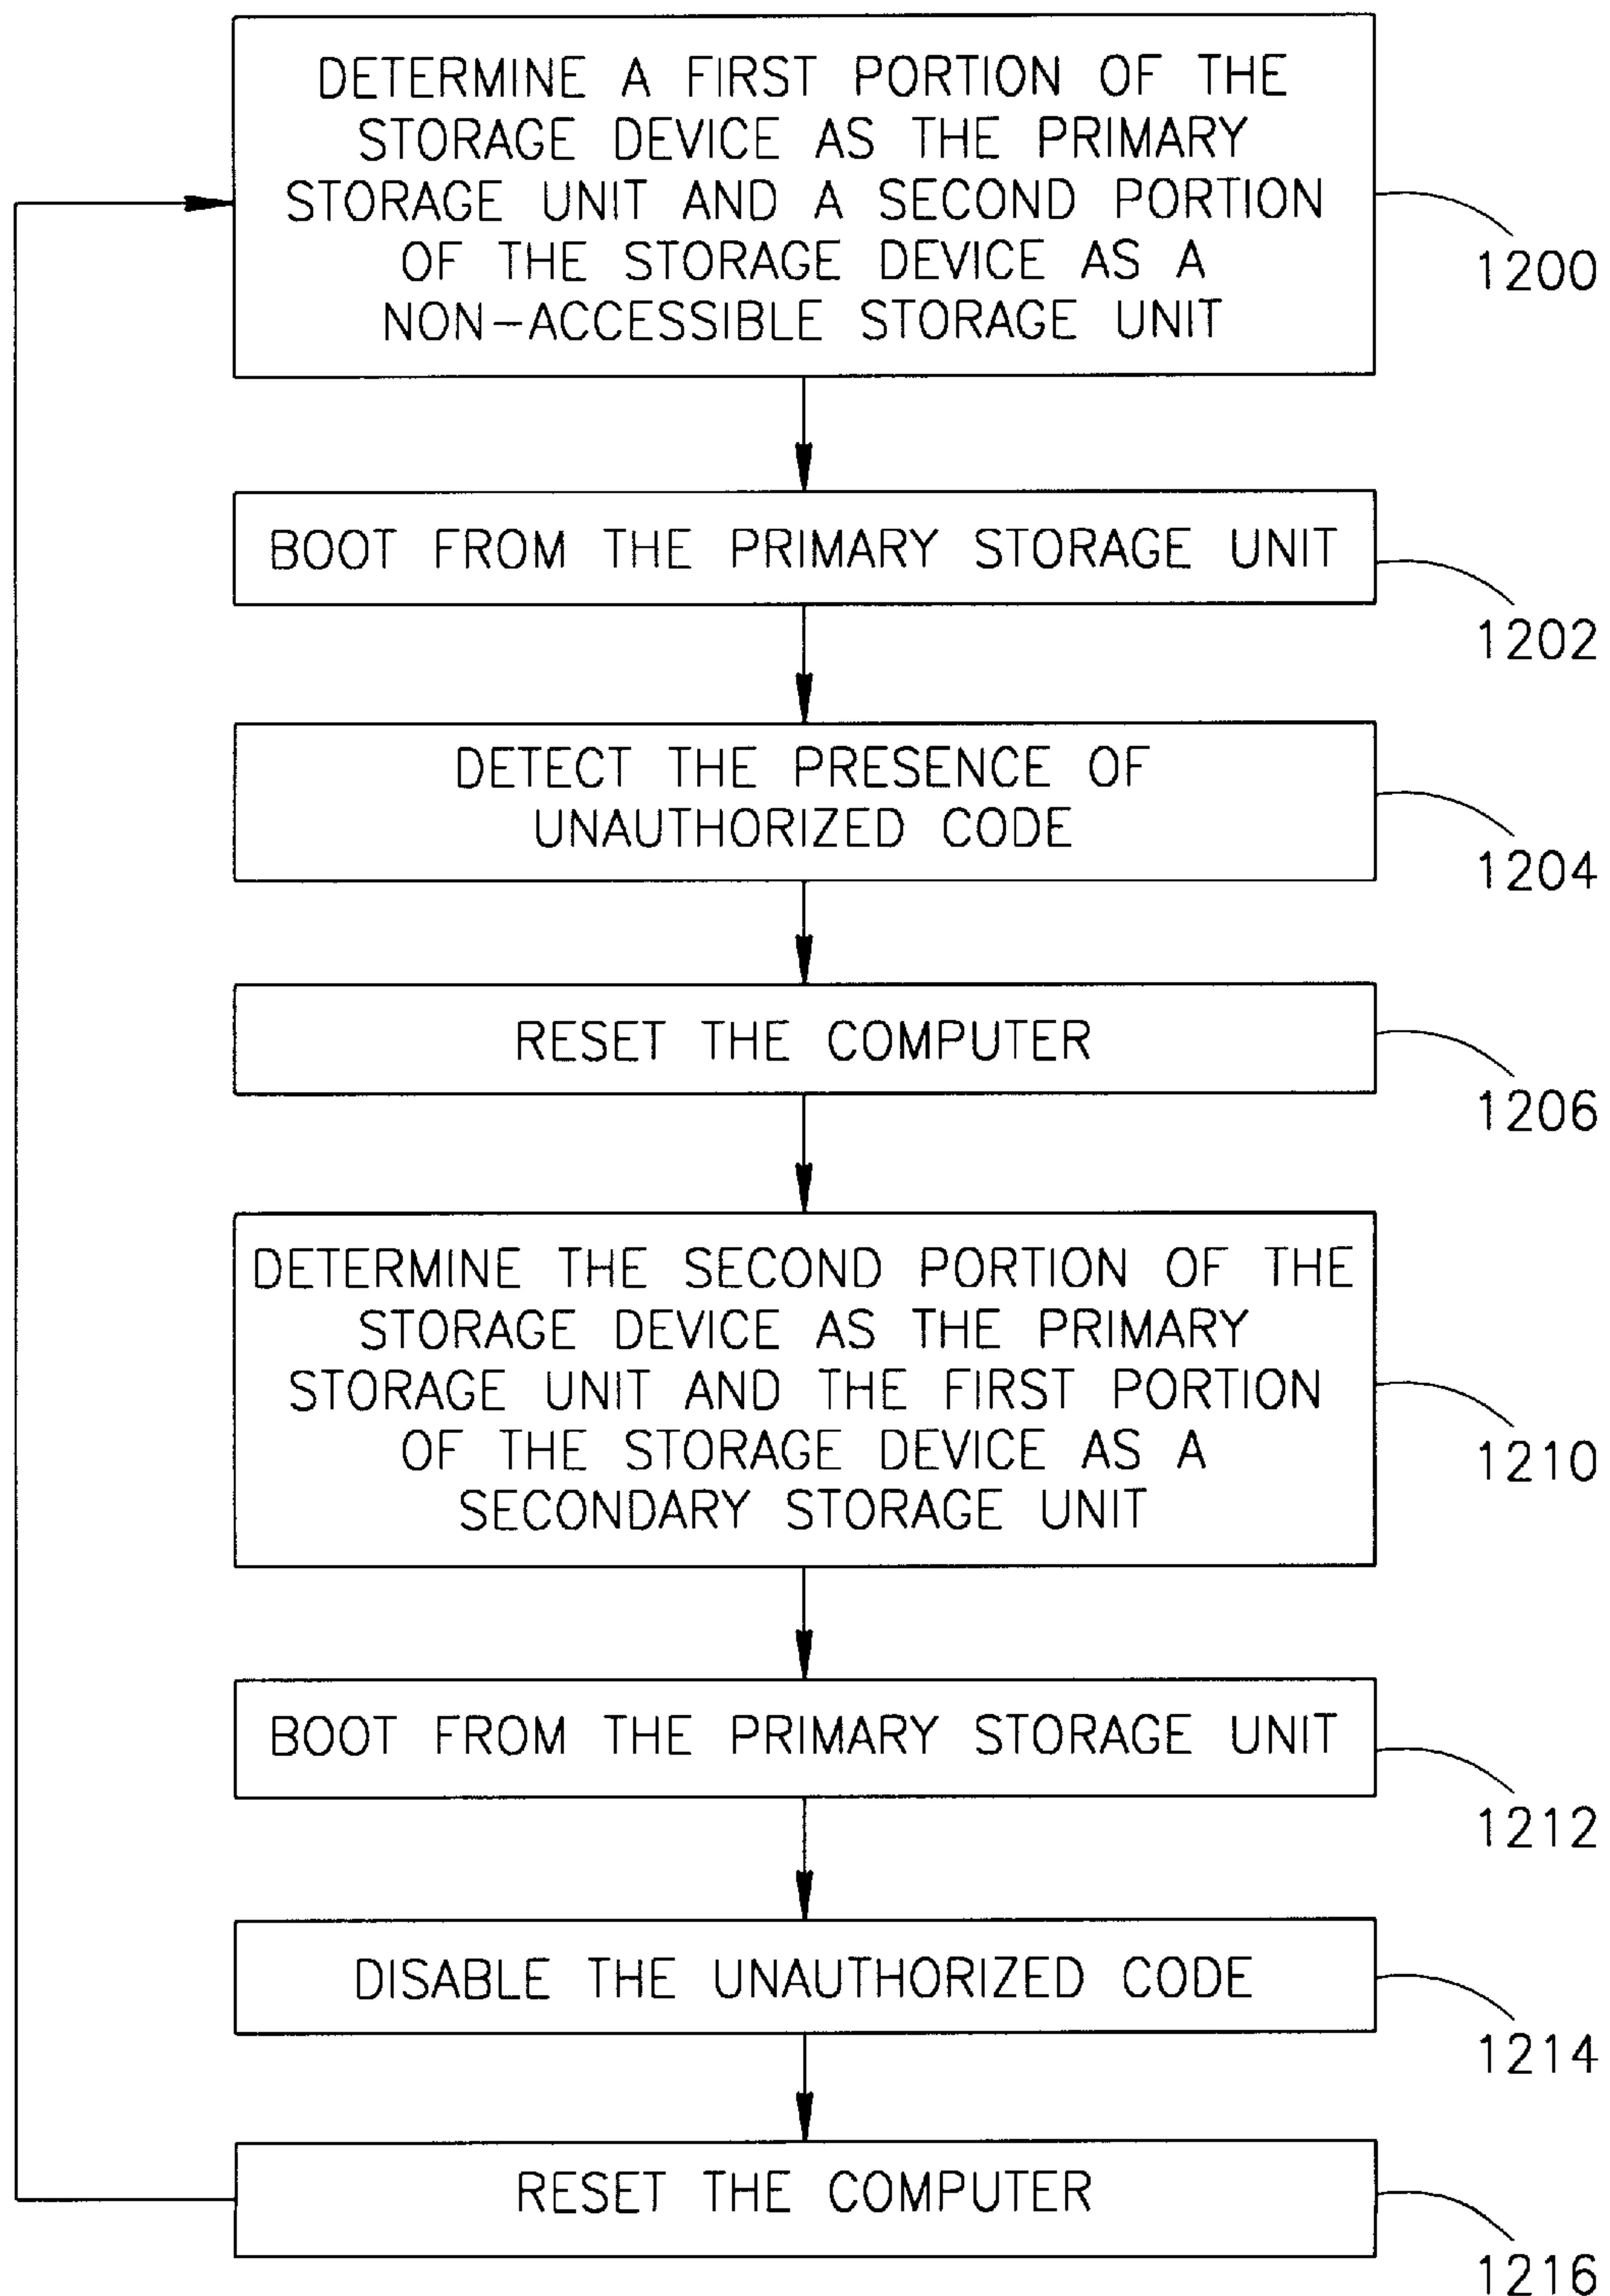 DETERMINE A FIRST PORTION OF THE
STORAGE DEVICE AS THE PRIMARY
STORAGE UNIT AND A SECOND PORTION
OF THE STORAGE DEVICE AS A
NON-ACCESSIBLE STORAGE UNIT
1200
BOOT FROM THE PRIMARY STORAGE UNIT
1202
DETECT THE PRESENCE OF
UNAUTHORIZED CODE
1204
RESET THE COMPUTER
1206
DETERMINE THE SECOND PORTION OF THE
STORAGE DEVICE AS THE PRIMARY
STORAGE UNIT AND THE FIRST PORTION
OF THE STORAGE DEVICE AS A
SECONDARY STORAGE UNIT
1210
BOOT FROM THE PRIMARY STORAGE UNIT
1212
DISABLE THE UNAUTHORIZED CODE
1214
RESET THE COMPUTER
1216